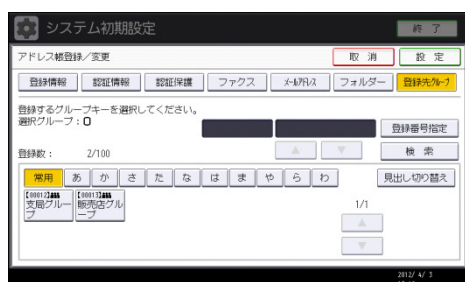 システム初期設定
終 了
アドレス帳登録／変更
取 消
設 定
登録情報
認証情報
認証保護
ファクス
ﾒｰﾙｱﾄﾞﾚｽ
フォルダー
登録先ｸﾞﾙｰﾌﾟ
登録するグループキーを選択してください。
選択グループ：0
登録番号指定
登録数： 2/100
▲
▼
検 索
常用
あ
か
さ
た
な
は
ま
や
ら
わ
見出し切り替え
【00012】
支局グルー
プ
【00013】
販売店グル
ープ
1/1
▲
▼
2012/ 4/ 3